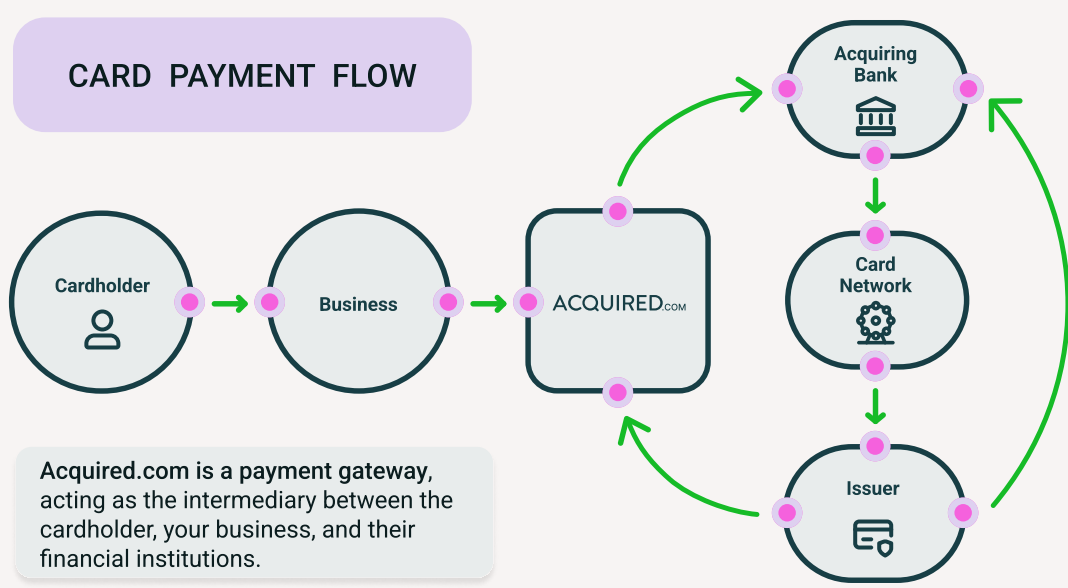 CARD PAYMENT FLOW
Acquiring
Bank
Cardholder
Business
ACQUIRED.COM
Card
Network
Issuer
Acquired.com is a payment gateway,
acting as the intermediary between the
cardholder, your business, and their
financial institutions.